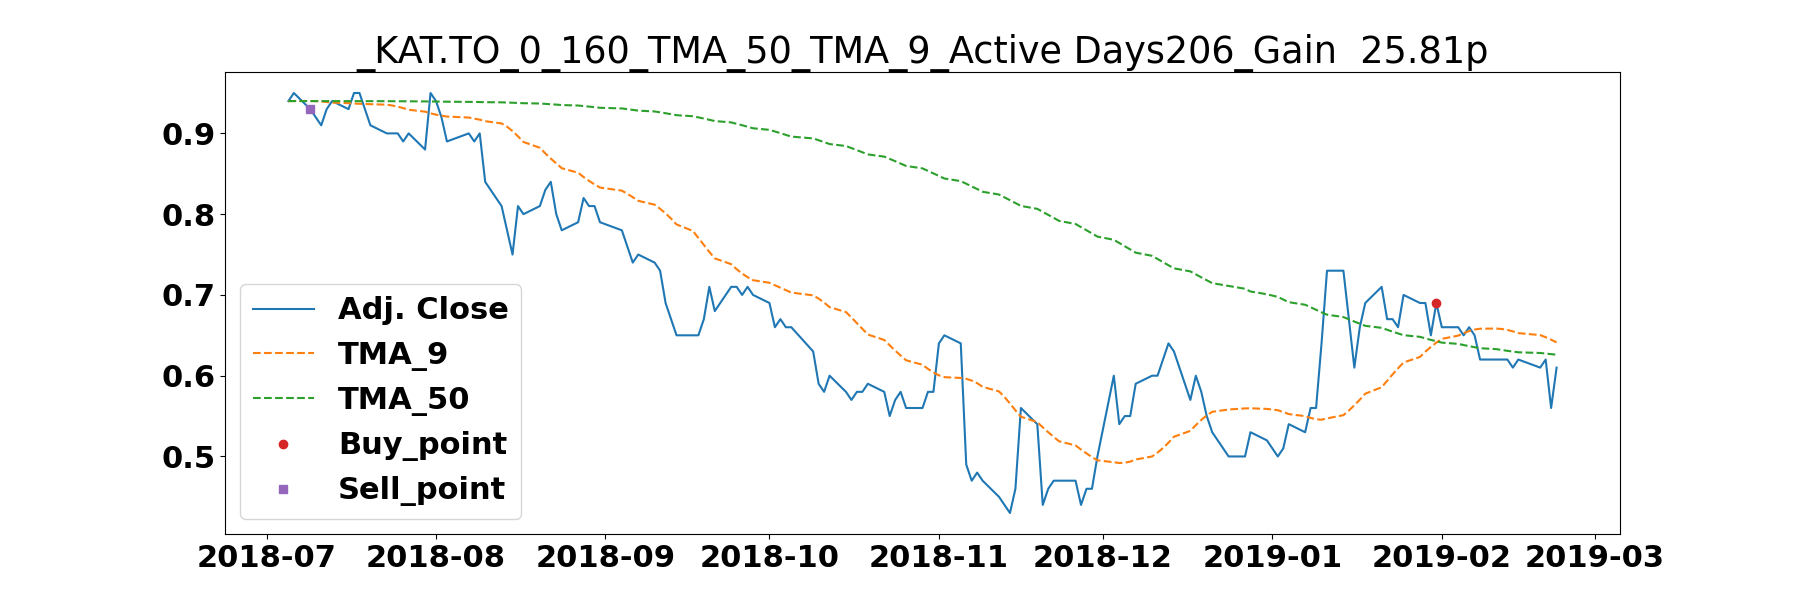 _KAT.TO_0_160_TMA_50_TMA_9_Active Days206_Gain  25.81p
0.9
0.8
0.7
0.6
0.5
Adj. Close
TMA_9
TMA_50
Buy_point
Sell_point
2018-07 2018-08 2018-09 2018-10 2018-11 2018-12 2019-01 2019-02 2019-03